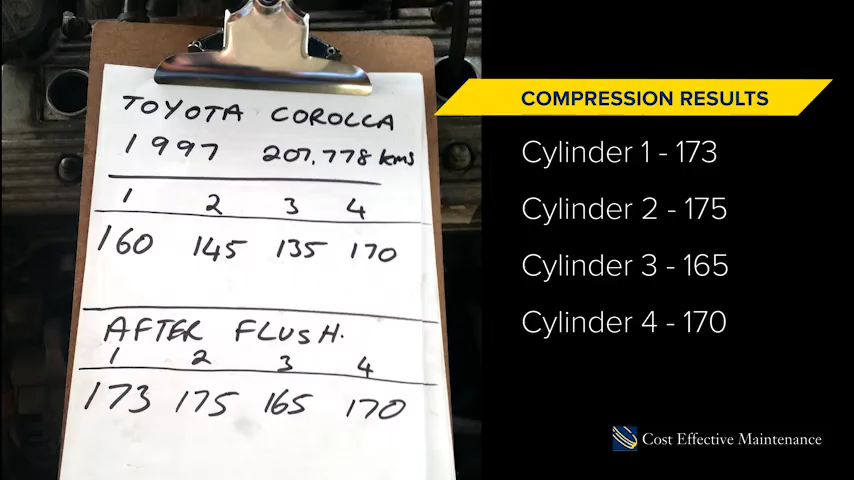 TOYOTA COROLLA
1997 207,778 kms
1 2 3 4
160 145 135 170
AFTER FLUSH.
1 2 3 4
173 175 165 170
COMPRESSION RESULTS
Cylinder 1 - 173
Cylinder 2 - 175
Cylinder 3 - 165
Cylinder 4 - 170
Cost Effective Maintenance